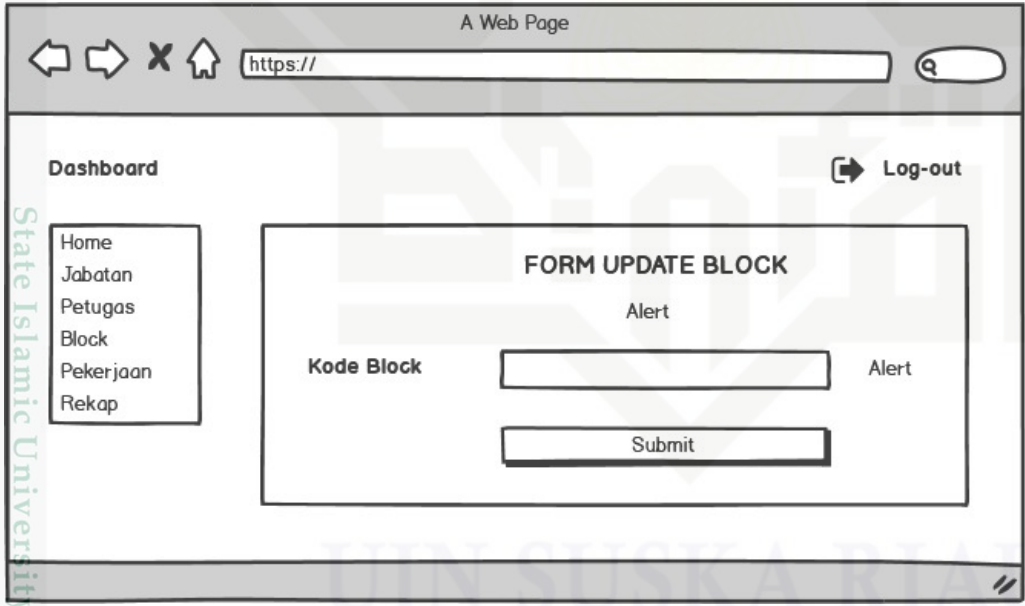 A Web Page
https://
Dashboard
Log-out
Home
Jabatan
Petugas
Block
Pekerjaan
Rekap
FORM UPDATE BLOCK
Alert
Kode Block
Alert
Submit
State Islamic University
UIN SUSKA RIA